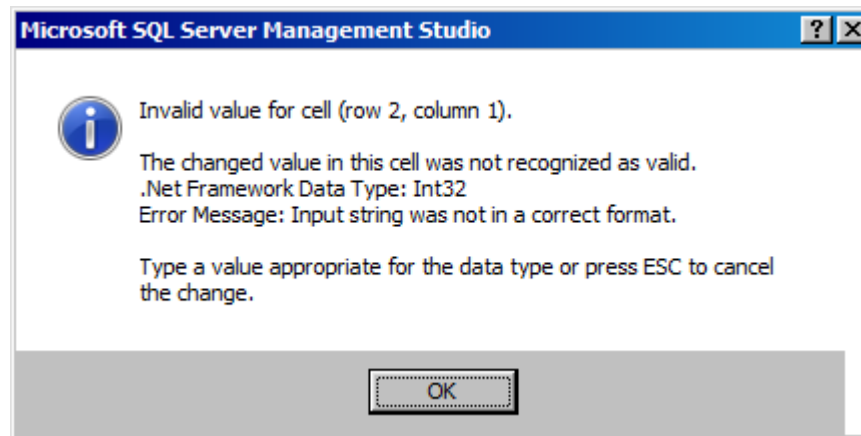 Microsoft SQL Server Management Studio
Invalid value for cell (row 2, column 1).
The changed value in this cell was not recognized as valid.
.Net Framework Data Type: Int32
Error Message: Input string was not in a correct format.
Type a value appropriate for the data type or press ESC to cancel
the change.
OK